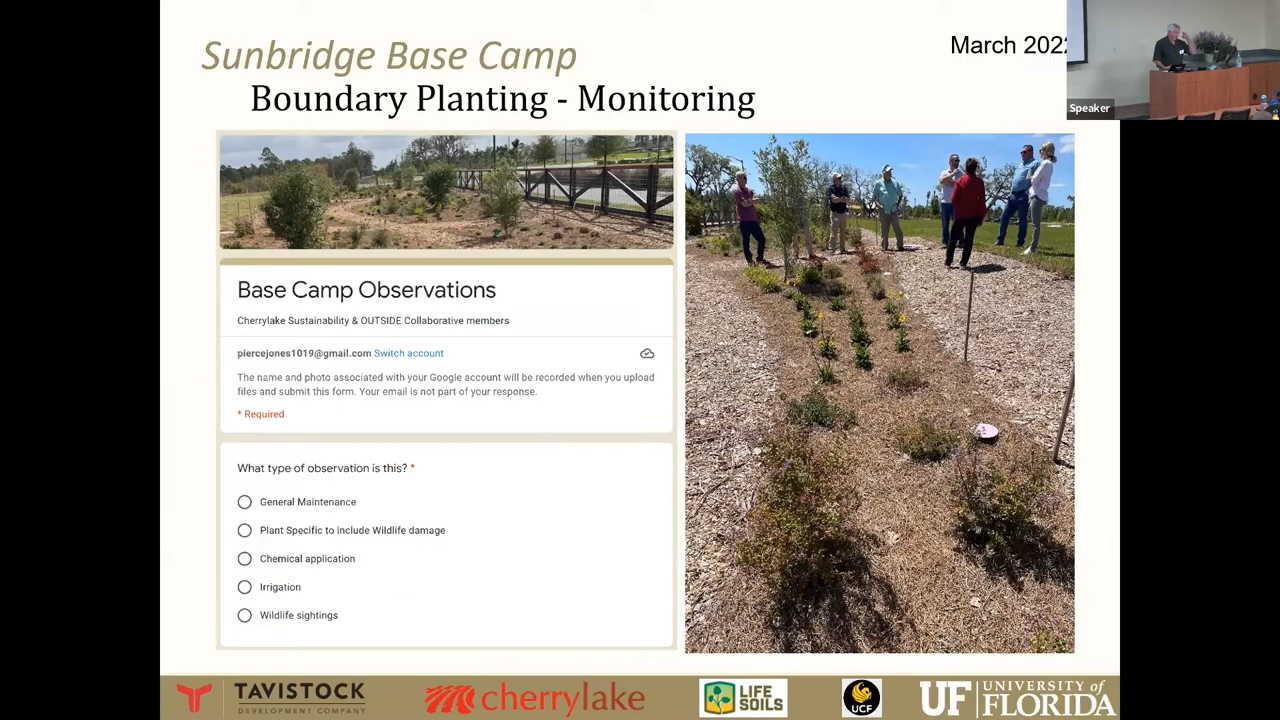 Sunbridge Base Camp
March 2022
Boundary Planting - Monitoring
Speaker
Base Camp Observations
Cherrylake Sustainability & OUTSIDE Collaborative members
piercejones1019@gmail.com Switch account
The name and photo associated with your Google account will be recorded when you upload
files and submit this form. Your email is not part of your response.
* Required
What type of observation is this? *
General Maintenance
Plant Specific to include Wildlife damage
Chemical application
Irrigation
Wildlife sightings
TAVISTOCK
DEVELOPMENT COMPANY
cherrylake
LIFE
SOILS
UCF
UF UNIVERSITY of
FLORIDA